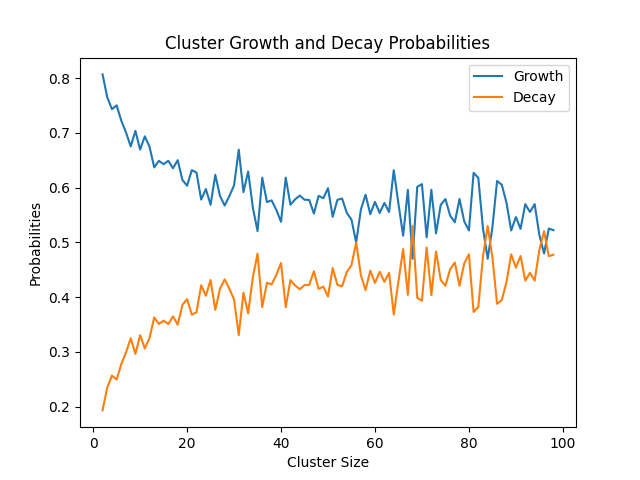 Cluster Growth and Decay Probabilities
Growth
Decay
Probabilities
0.8
0.7
0.6
0.5
0.4
0.3
0.2
0 20 40 60 80 100
Cluster Size